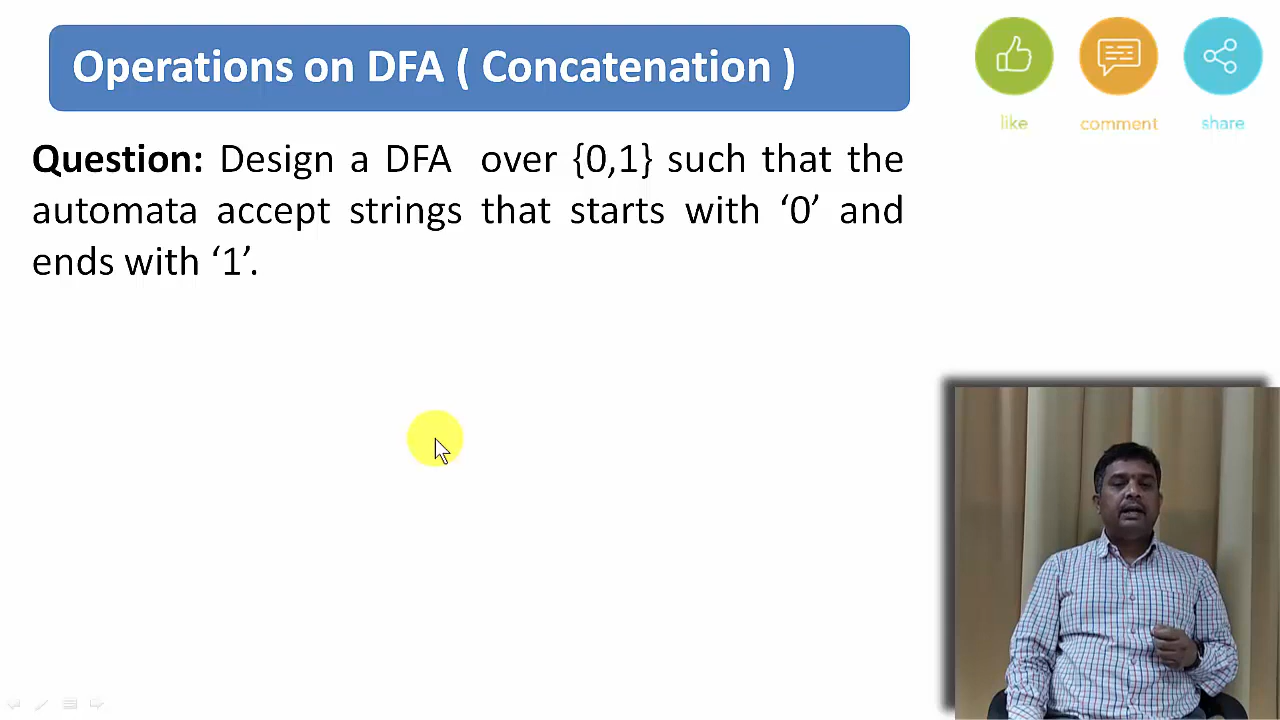 Operations on DFA ( Concatenation )
Question: Design a DFA over {0,1} such that the
automata accept strings that starts with ‘0’ and
ends with ‘1’.
like
comment
share